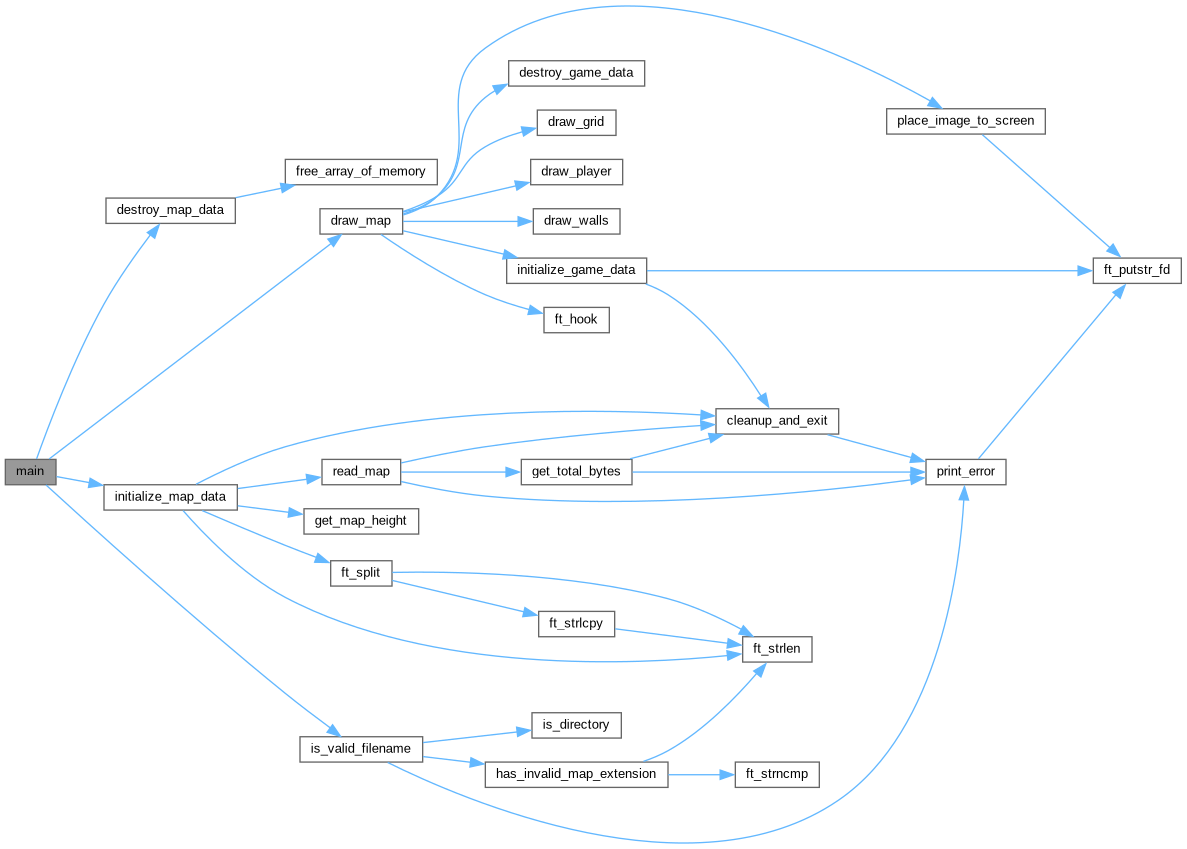 destroy_game_data
place_image_to_screen
draw_grid
free_array_of_memory
draw_player
destroy_map_data
draw_map
draw_walls
initialize_game_data
ft_putstr_fd
ft_hook
cleanup_and_exit
main
read_map
get_total_bytes
print_error
initialize_map_data
get_map_height
ft_split
ft_strlcpy
ft_strlen
is_directory
is_valid_filename
has_invalid_map_extension
ft_strncmp